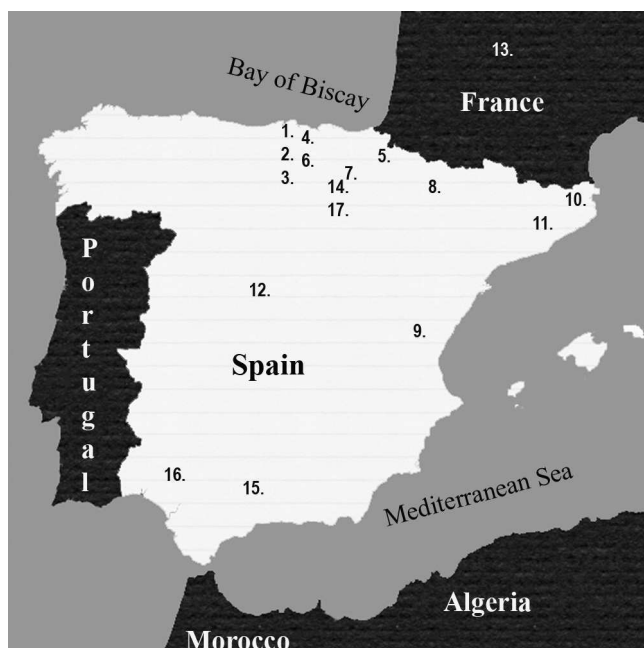 13.
Bay of Biscay
France
1.
4.
2.
6.
5.
3.
7.
14.
8.
10.
17.
11.
Portugal
12.
9.
Spain
16.
15.
Mediterranean Sea
Algeria
Morocco